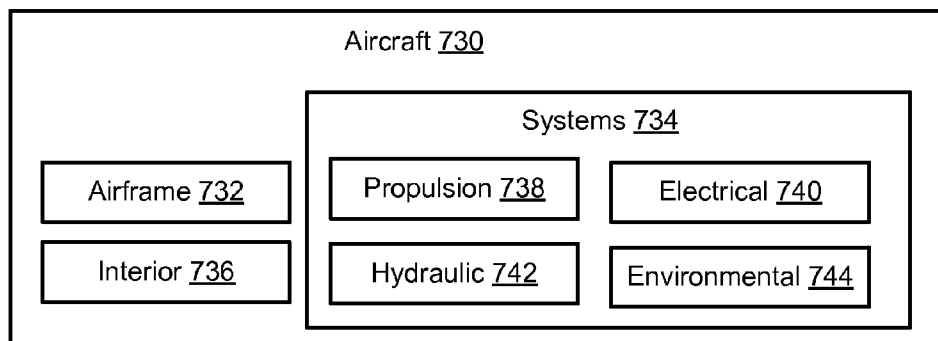 Aircraft 730
Systems 734
Airframe 732
Interior 736
Propulsion 738
Electrical 740
Hydraulic 742
Environmental 744